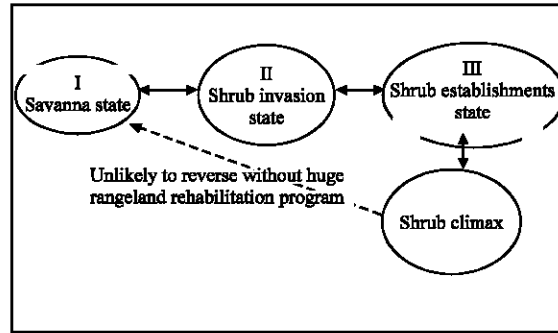 I
Savanna state
II
Shrub invasion
state
III
Shrub establishments
state
Unlikely to reverse without huge
rangeland rehabilitation program
Shrub climax